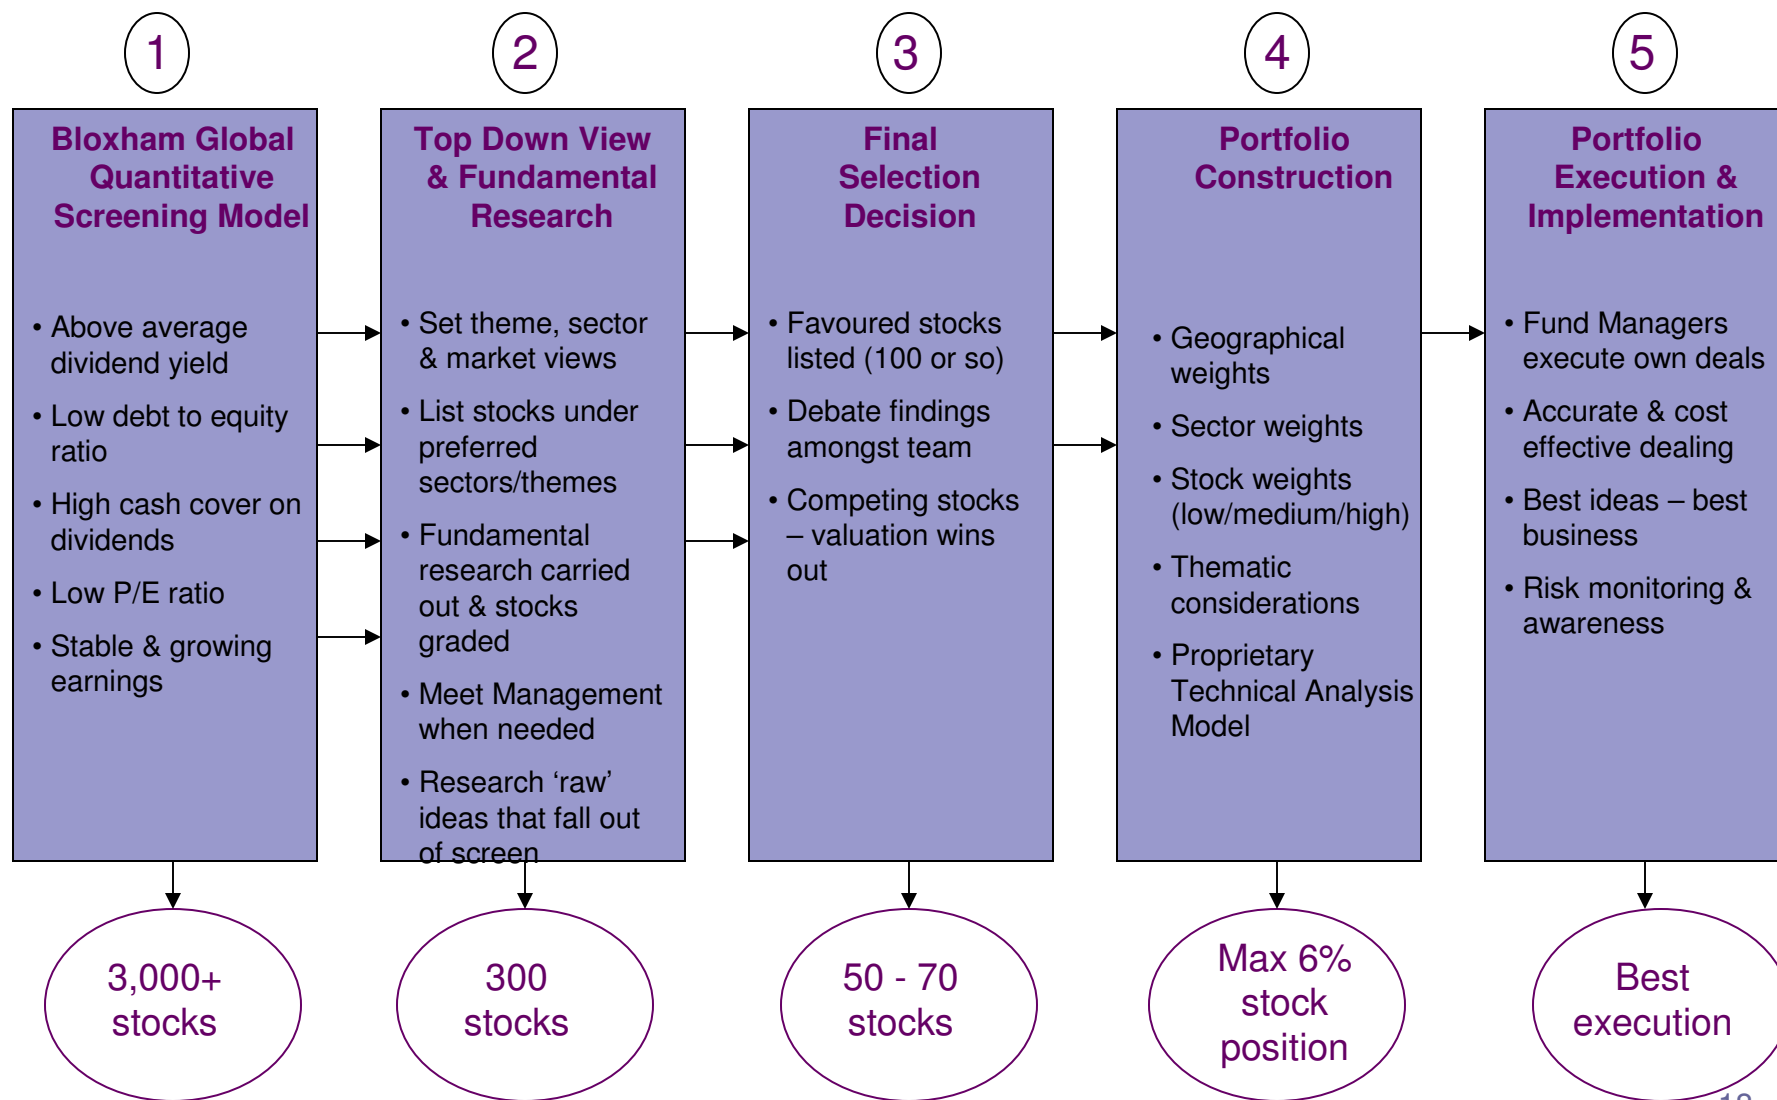 1
2
3
4
5
Bloxham Global
Quantitative
Screening Model
• Above average
dividend yield
• Low debt to equity
ratio
• High cash cover on
dividends
• Low P/E ratio
• Stable & growing
earnings
3,000+
stocks
Top Down View
& Fundamental
Research
• Set theme, sector
& market views
• List stocks under
preferred
sectors/themes
• Fundamental
research carried
out & stocks
graded
• Meet Management
when needed
• Research ‘raw’
ideas that fall out
of screen
300
stocks
Final
Selection
Decision
• Favoured stocks
listed (100 or so)
• Debate findings
amongst team
• Competing stocks
– valuation wins
out
50 - 70
stocks
Portfolio
Construction
• Geographical
weights
• Sector weights
• Stock weights
(low/medium/high)
• Thematic
considerations
• Proprietary
Technical Analysis
Model
Max 6%
stock
position
Portfolio
Execution &
Implementation
• Fund Managers
execute own deals
• Accurate & cost
effective dealing
• Best ideas – best
business
• Risk monitoring &
awareness
Best
execution